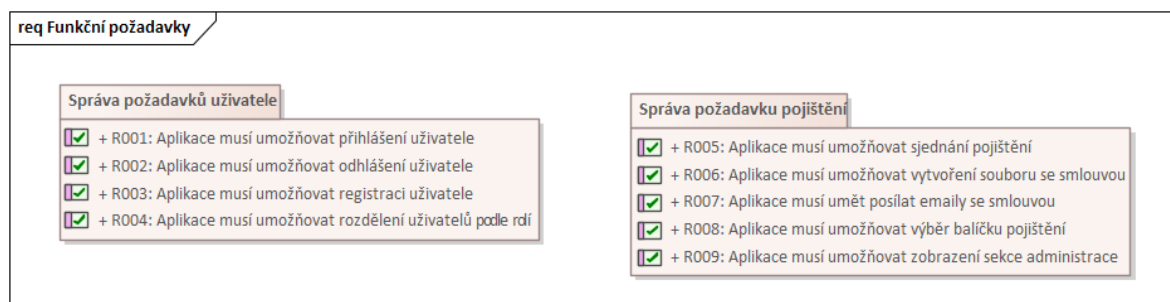 req Funkční požadavky
Správa požadavků uživatele
+ R001: Aplikace musí umožňovat přihlášení uživatele
+ R002: Aplikace musí umožňovat odhlášení uživatele
+ R003: Aplikace musí umožňovat registraci uživatele
+ R004: Aplikace musí umožňovat rozdělení uživatelů podle rolí
Správa požadavku pojištění
+ R005: Aplikace musí umožňovat sjednání pojištění
+ R006: Aplikace musí umožňovat vytvoření souboru se smlouvou
+ R007: Aplikace musí umět posílat emaily se smlouvou
+ R008: Aplikace musí umožňovat výběr balíčku pojištění
+ R009: Aplikace musí umožňovat zobrazení sekce administrace